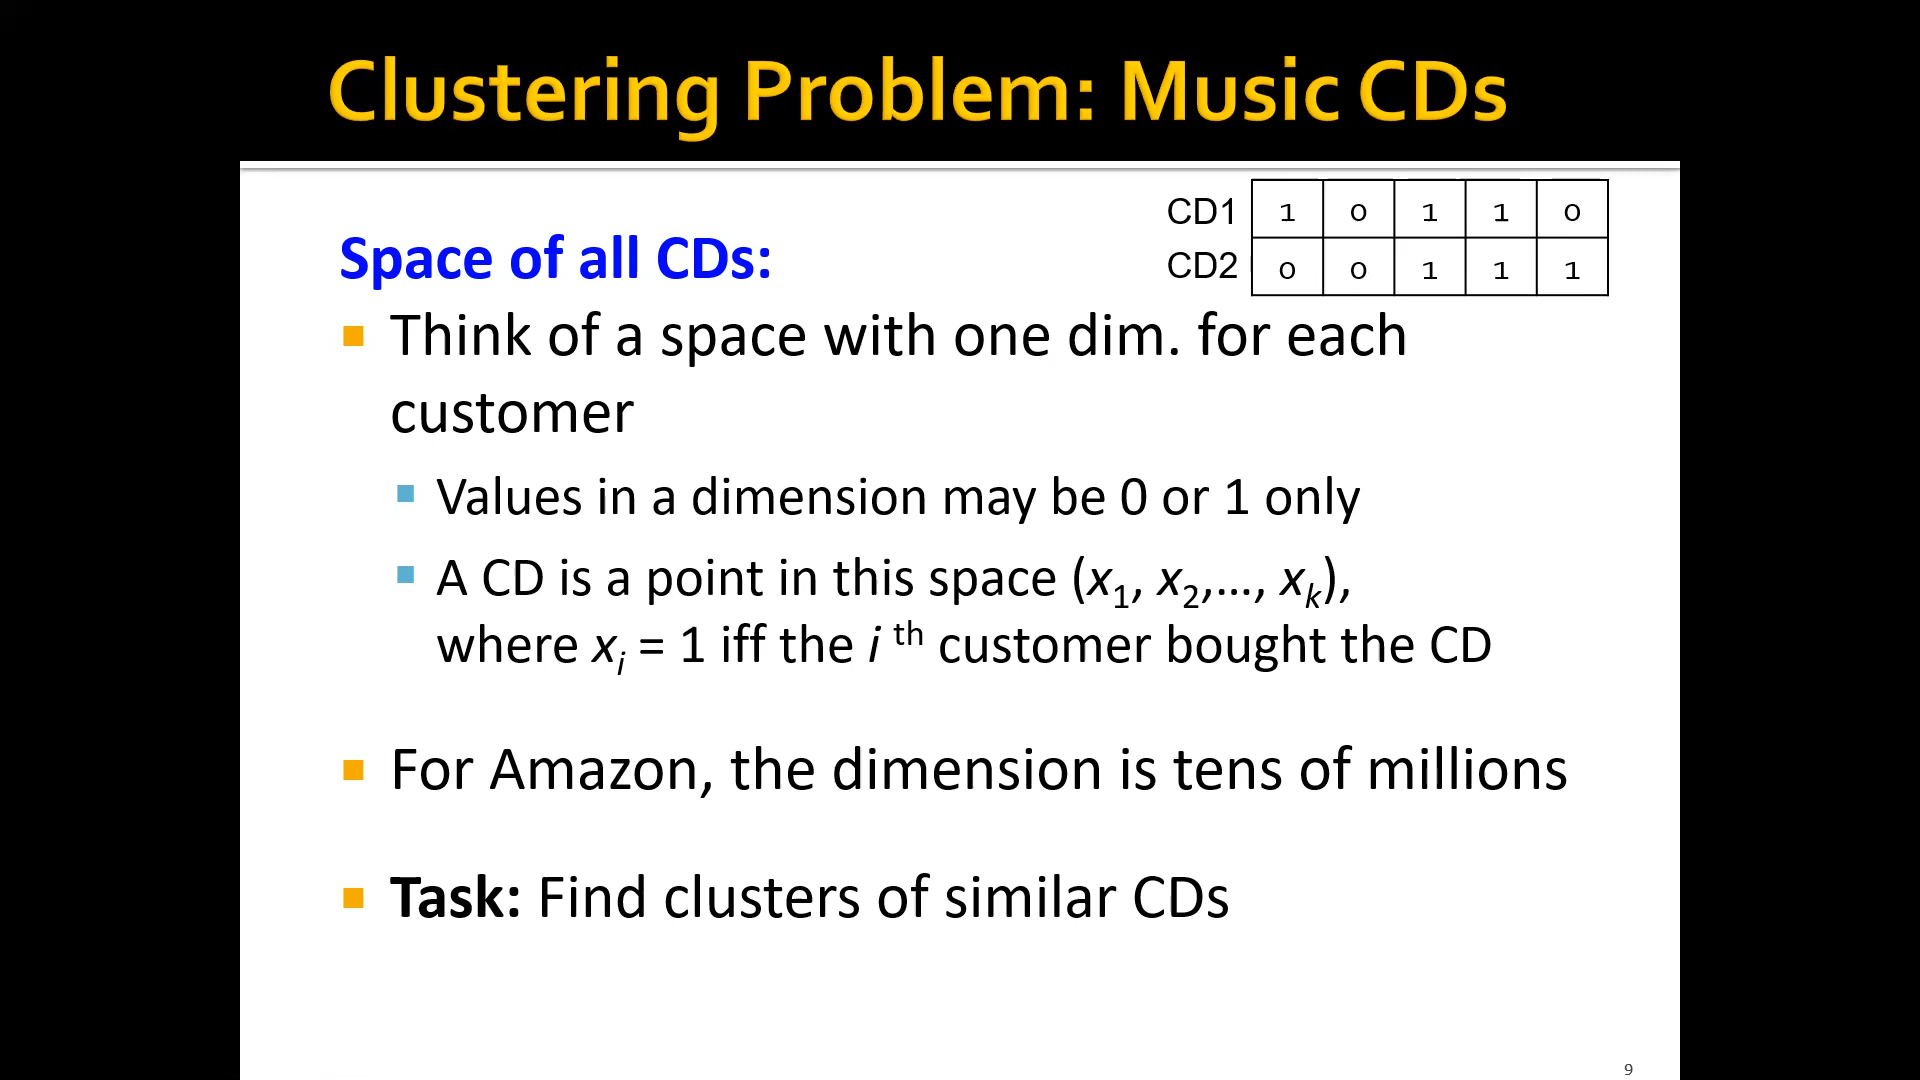 Clustering Problem: Music CDs
CD1 1 0 1 1 0
CD2 0 0 1 1 1
Space of all CDs:
Think of a space with one dim. for each
customer
Values in a dimension may be 0 or 1 only
A CD is a point in this space (x1, x2,…, xk),
where xi = 1 iff the i th customer bought the CD
For Amazon, the dimension is tens of millions
Task: Find clusters of similar CDs
9